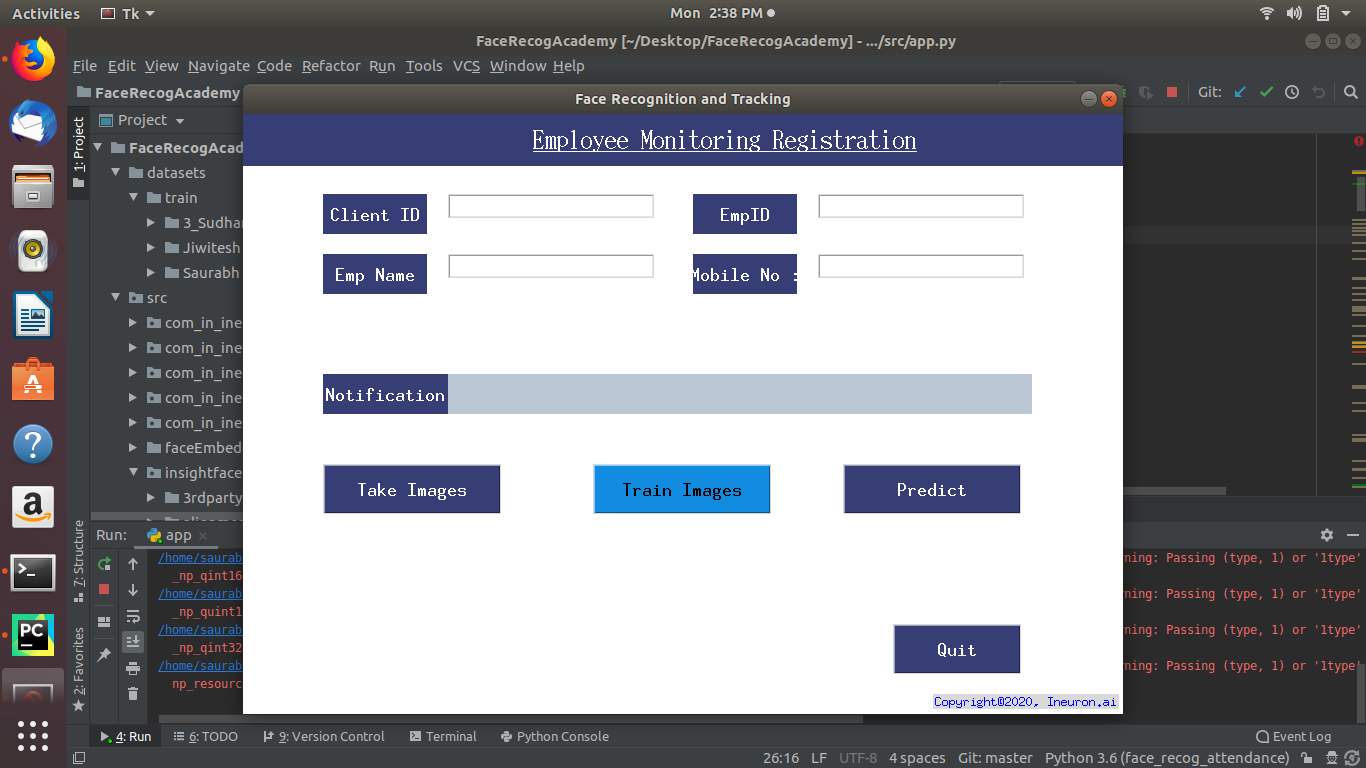 Activities Tk Mon 2:38 PM
FaceRecogAcademy [~/Desktop/FaceRecogAcademy] - .../src/app.py
File Edit View Navigate Code Refactor Run Tools VCS Window Help
FaceRecogAcademy Git:
Face Recognition and Tracking
Project
1: Project
Employee Monitoring Registration
FaceRecogAcad
datasets
train
3_Sudhan
Jiwitesh
Saurabh
src
com_in_ine
com_in_ine
com_in_ine
com_in_ine
com_in_ine
faceEmbed
insightface
3rdparty
Client ID EmpID
Emp Name Mobile No :
Notification
Take Images Train Images Predict
Quit
Copyright@2020, Ineuron.ai
7: Structure
2: Favorites
Run: app
/home/saurab rning: Passing (type, 1) or '1type'
_np_qint16
/home/saurab rning: Passing (type, 1) or '1type'
_np_quint1
/home/saurab rning: Passing (type, 1) or '1type'
_np_qint32
/home/saurab rning: Passing (type, 1) or '1type'
np_resourc
4: Run 6: TODO 9: Version Control Terminal Python Console Event Log
26:16 LF UTF-8 4 spaces Git: master Python 3.6 (face_recog_attendance)